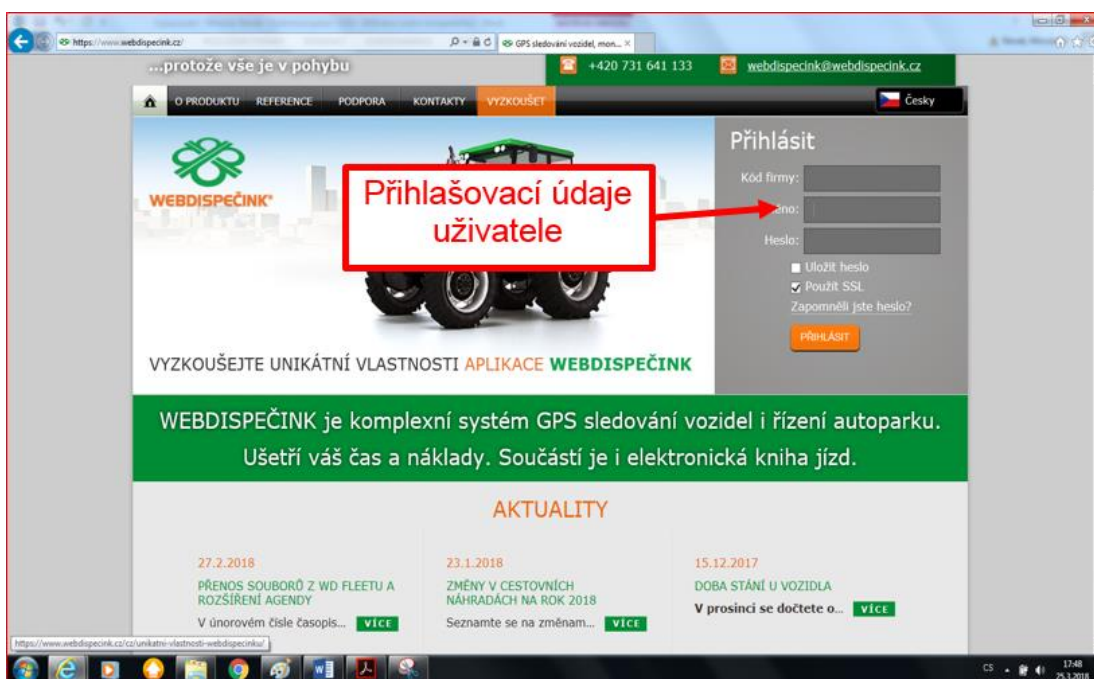 https://www.webdispecink.cz/
GPS sledování vozidel, mon...
...protože vše je v pohybu
+420 731 641 133
webdispecink@webdispecink.cz
O PRODUKTU
REFERENCE
PODPORA
KONTAKTY
VYZKOUŠET
Česky
WEBDISPEČINK®
Přihlašovací údaje
uživatele
Přihlásit
Kód firmy:
Heslo:
Uložit heslo
Použít SSL
Zapomněli jste heslo?
PŘIHLÁSIT
VYZKOUŠEJTE UNIKÁTNÍ VLASTNOSTI APLIKACE WEBDISPEČINK
WEBDISPEČINK je komplexní systém GPS sledování vozidel i řízení autoparku.
Ušetří váš čas a náklady. Součástí je i elektronická kniha jízd.
AKTUALITY
27.2.2018
PŘENOS SOUBORŮ Z WD FLEETU A
ROZŠÍŘENÍ AGENDY
V únorovém čísle časopis...
VÍCE
23.1.2018
ZMĚNY V CESTOVNÍCH
NÁHRADÁCH NA ROK 2018
Seznamte se na změnam...
VÍCE
15.12.2017
DOBA STÁNÍ U VOZIDLA
V prosinci se dočtete o...
VÍCE
https://www.webdispecink.cz/cz/unikatni-vlastnosti-webdispecinku/
CS
17:48
25.3.2018